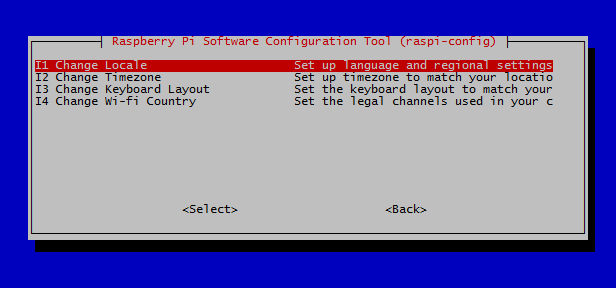 Raspberry Pi Software Configuration Tool (raspi-config)
I1 Change Locale Set up language and regional settings
I2 Change Timezone Set up timezone to match your locatio
I3 Change Keyboard Layout Set the keyboard layout to match your
I4 Change Wi-fi Country Set the legal channels used in your c
<Select> <Back>